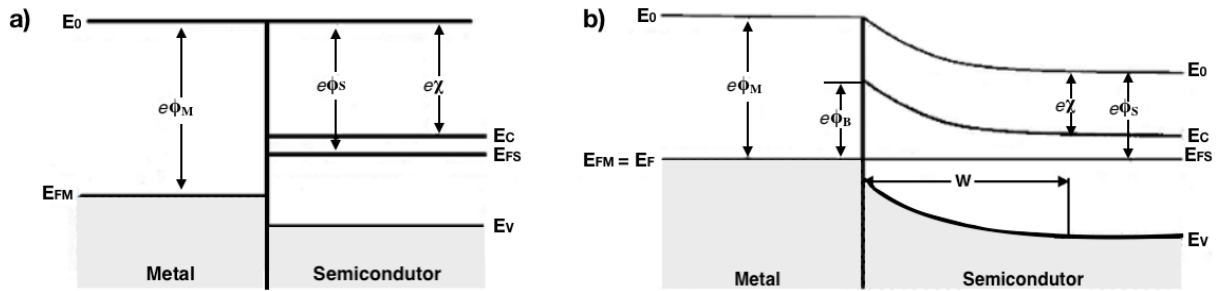 a)
E0
eϕM
eϕS
eχ
EC
EFS
EFM
EV
Metal
Semicondutor
b)
E0
E0
eϕM
eϕB
eχ
eϕS
EC
EFM = EF
EFS
W
EV
Metal
Semicondutor